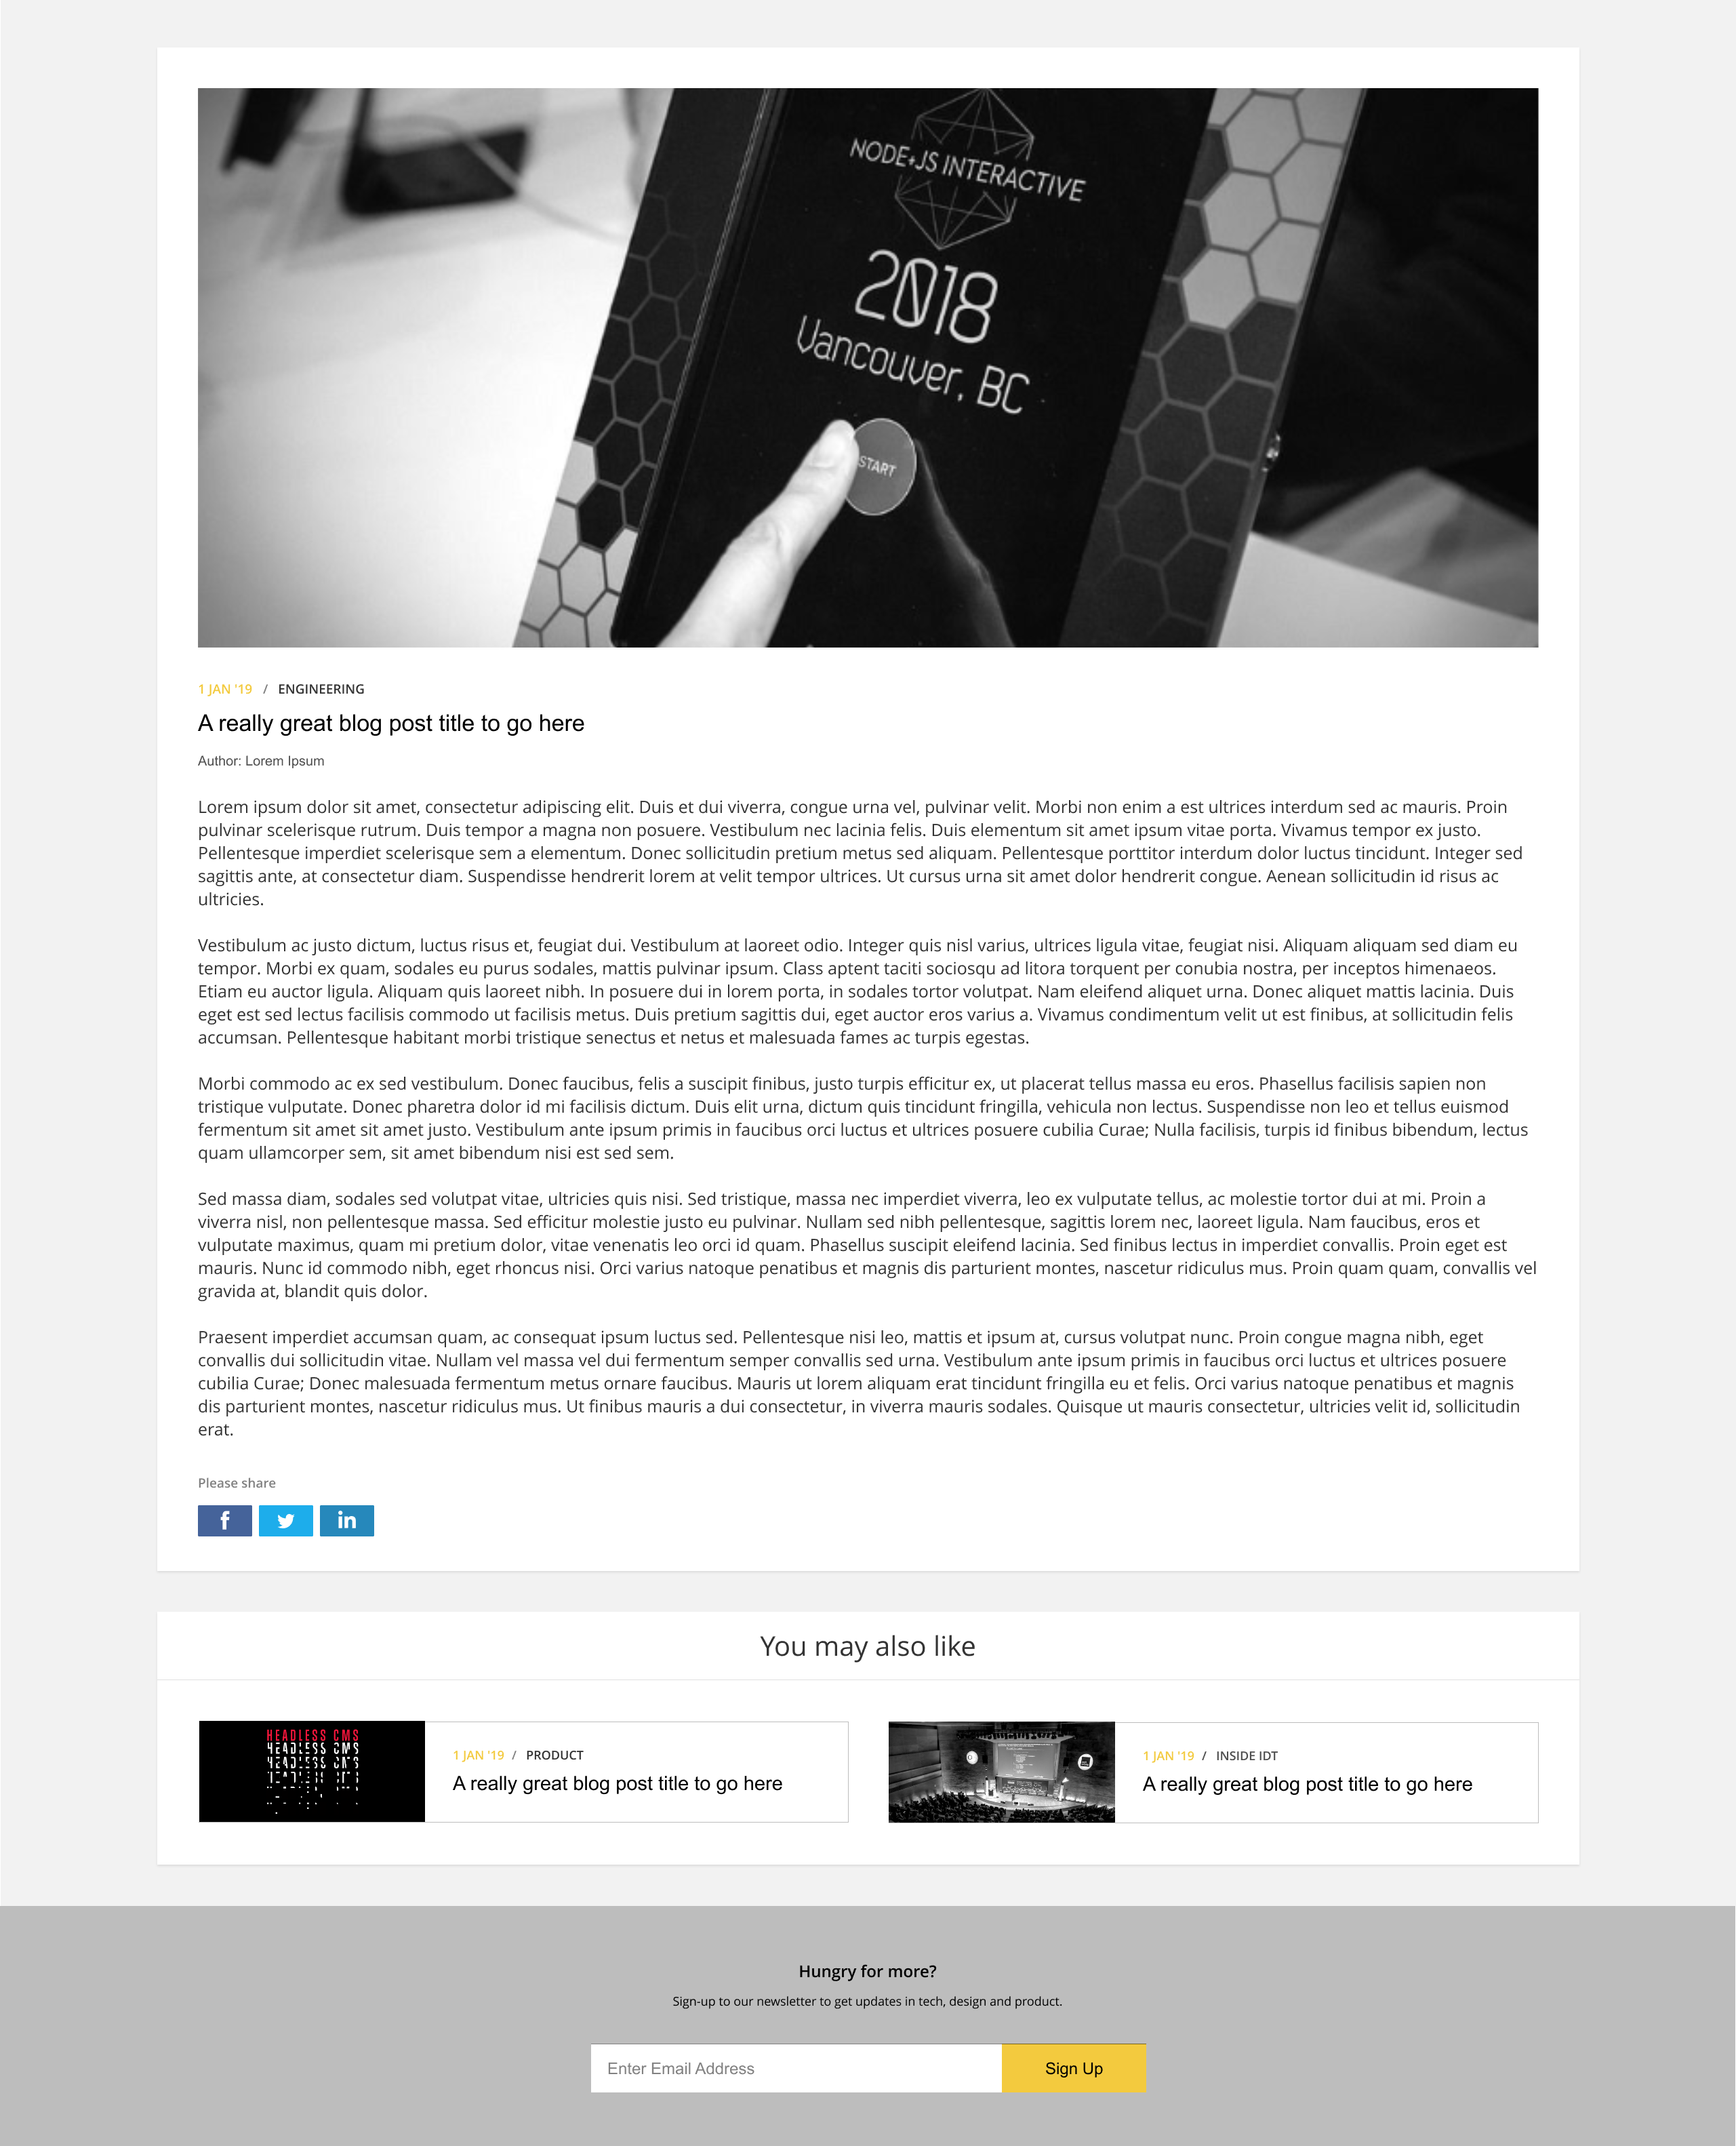 NODE+JS INTERACTIVE
2018
Vancouver, BC
START
1 JAN '19 / ENGINEERING
A really great blog post title to go here
Author: Lorem Ipsum
Lorem ipsum dolor sit amet, consectetur adipiscing elit. Duis et dui viverra, congue urna vel, pulvinar velit. Morbi non enim a est ultrices interdum sed ac mauris. Proin
pulvinar scelerisque rutrum. Duis tempor a magna non posuere. Vestibulum nec lacinia felis. Duis elementum sit amet ipsum vitae porta. Vivamus tempor ex justo.
Pellentesque imperdiet scelerisque sem a elementum. Donec sollicitudin pretium metus sed aliquam. Pellentesque porttitor interdum dolor luctus tincidunt. Integer sed
sagittis ante, at consectetur diam. Suspendisse hendrerit lorem at velit tempor ultrices. Ut cursus urna sit amet dolor hendrerit congue. Aenean sollicitudin id risus ac
ultricies.
Vestibulum ac justo dictum, luctus risus et, feugiat dui. Vestibulum at laoreet odio. Integer quis nisl varius, ultrices ligula vitae, feugiat nisi. Aliquam aliquam sed diam eu
tempor. Morbi ex quam, sodales eu purus sodales, mattis pulvinar ipsum. Class aptent taciti sociosqu ad litora torquent per conubia nostra, per inceptos himenaeos.
Etiam eu auctor ligula. Aliquam quis laoreet nibh. In posuere dui in lorem porta, in sodales tortor volutpat. Nam eleifend aliquet urna. Donec aliquet mattis lacinia. Duis
eget est sed lectus facilisis commodo ut facilisis metus. Duis pretium sagittis dui, eget auctor eros varius a. Vivamus condimentum velit ut est finibus, at sollicitudin felis
accumsan. Pellentesque habitant morbi tristique senectus et netus et malesuada fames ac turpis egestas.
Morbi commodo ac ex sed vestibulum. Donec faucibus, felis a suscipit finibus, justo turpis efficitur ex, ut placerat tellus massa eu eros. Phasellus facilisis sapien non
tristique vulputate. Donec pharetra dolor id mi facilisis dictum. Duis elit urna, dictum quis tincidunt fringilla, vehicula non lectus. Suspendisse non leo et tellus euismod
fermentum sit amet sit amet justo. Vestibulum ante ipsum primis in faucibus orci luctus et ultrices posuere cubilia Curae; Nulla facilisis, turpis id finibus bibendum, lectus
quam ullamcorper sem, sit amet bibendum nisi est sed sem.
Sed massa diam, sodales sed volutpat vitae, ultricies quis nisi. Sed tristique, massa nec imperdiet viverra, leo ex vulputate tellus, ac molestie tortor dui at mi. Proin a
viverra nisl, non pellentesque massa. Sed efficitur molestie justo eu pulvinar. Nullam sed nibh pellentesque, sagittis lorem nec, laoreet ligula. Nam faucibus, eros et
vulputate maximus, quam mi pretium dolor, vitae venenatis leo orci id quam. Phasellus suscipit eleifend lacinia. Sed finibus lectus in imperdiet convallis. Proin eget est
mauris. Nunc id commodo nibh, eget rhoncus nisi. Orci varius natoque penatibus et magnis dis parturient montes, nascetur ridiculus mus. Proin quam quam, convallis vel
gravida at, blandit quis dolor.
Praesent imperdiet accumsan quam, ac consequat ipsum luctus sed. Pellentesque nisi leo, mattis et ipsum at, cursus volutpat nunc. Proin congue magna nibh, eget
convallis dui sollicitudin vitae. Nullam vel massa vel dui fermentum semper convallis sed urna. Vestibulum ante ipsum primis in faucibus orci luctus et ultrices posuere
cubilia Curae; Donec malesuada fermentum metus ornare faucibus. Mauris ut lorem aliquam erat tincidunt fringilla eu et felis. Orci varius natoque penatibus et magnis
dis parturient montes, nascetur ridiculus mus. Ut finibus mauris a dui consectetur, in viverra mauris sodales. Quisque ut mauris consectetur, ultricies velit id, sollicitudin
erat.
Please share
f
in
You may also like
HEADLESS CMS
HEADLESS CMS
1 JAN '19 / PRODUCT
A really great blog post title to go here
1 JAN '19 / INSIDE IDT
A really great blog post title to go here
Hungry for more?
Sign-up to our newsletter to get updates in tech, design and product.
Enter Email Address
Sign Up